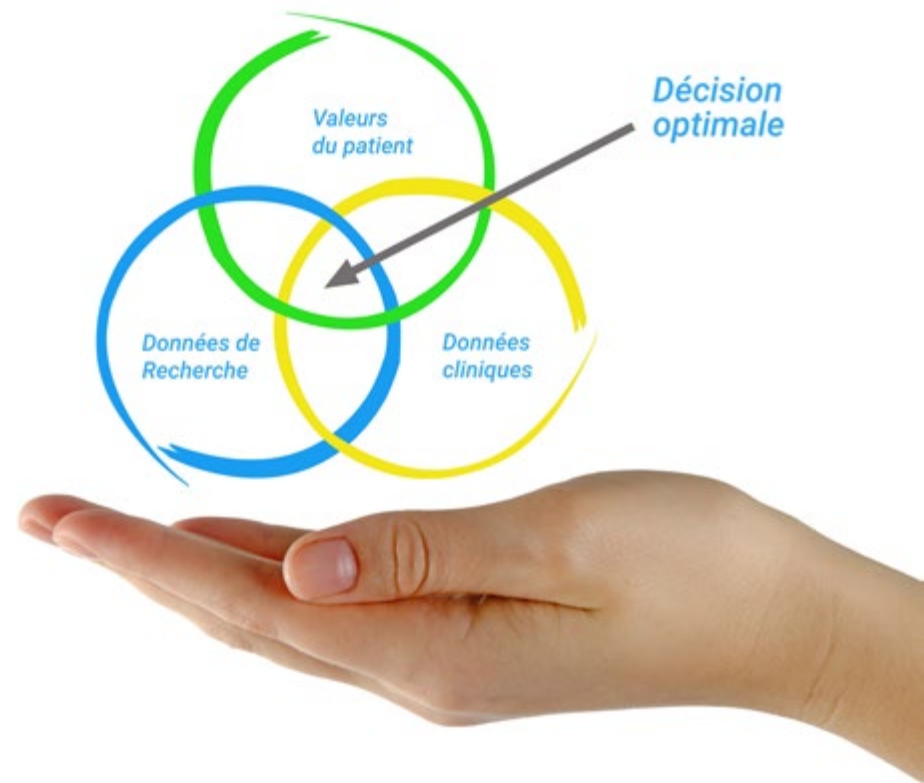 Valeurs
du patient
Décision
optimale
Données de
Recherche
Données
cliniques